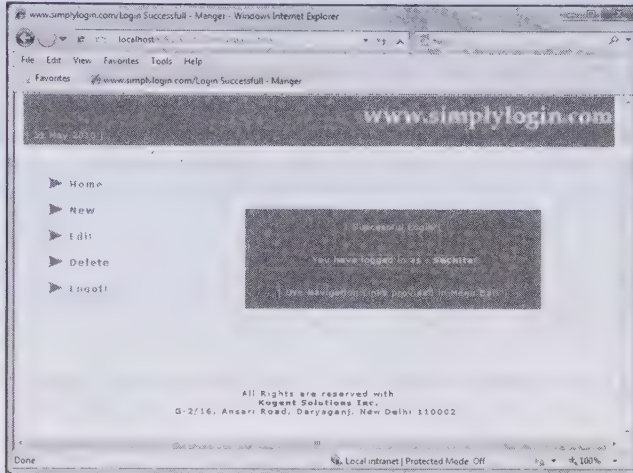 www.simplylogin.com/Login Successfull - Manger - Windows Internet Explorer
localhost
File Edit View Favorites Tools Help
Favorites www.simplylogin.com/Login Successfull - Manger
www.simplylogin.com
May 2010 ]
Home
New
Edit
Delete
Logoff
[ Successful Login ]
You have logged in as : Suchita!
[ Use Navigation Links provided in Menu Bar ]
All Rights are reserved with
Kogent Solutions Inc.
G-2/16, Ansari Road, Daryaganj, New Delhi 110002
Done Local intranet | Protected Mode: Off 100%